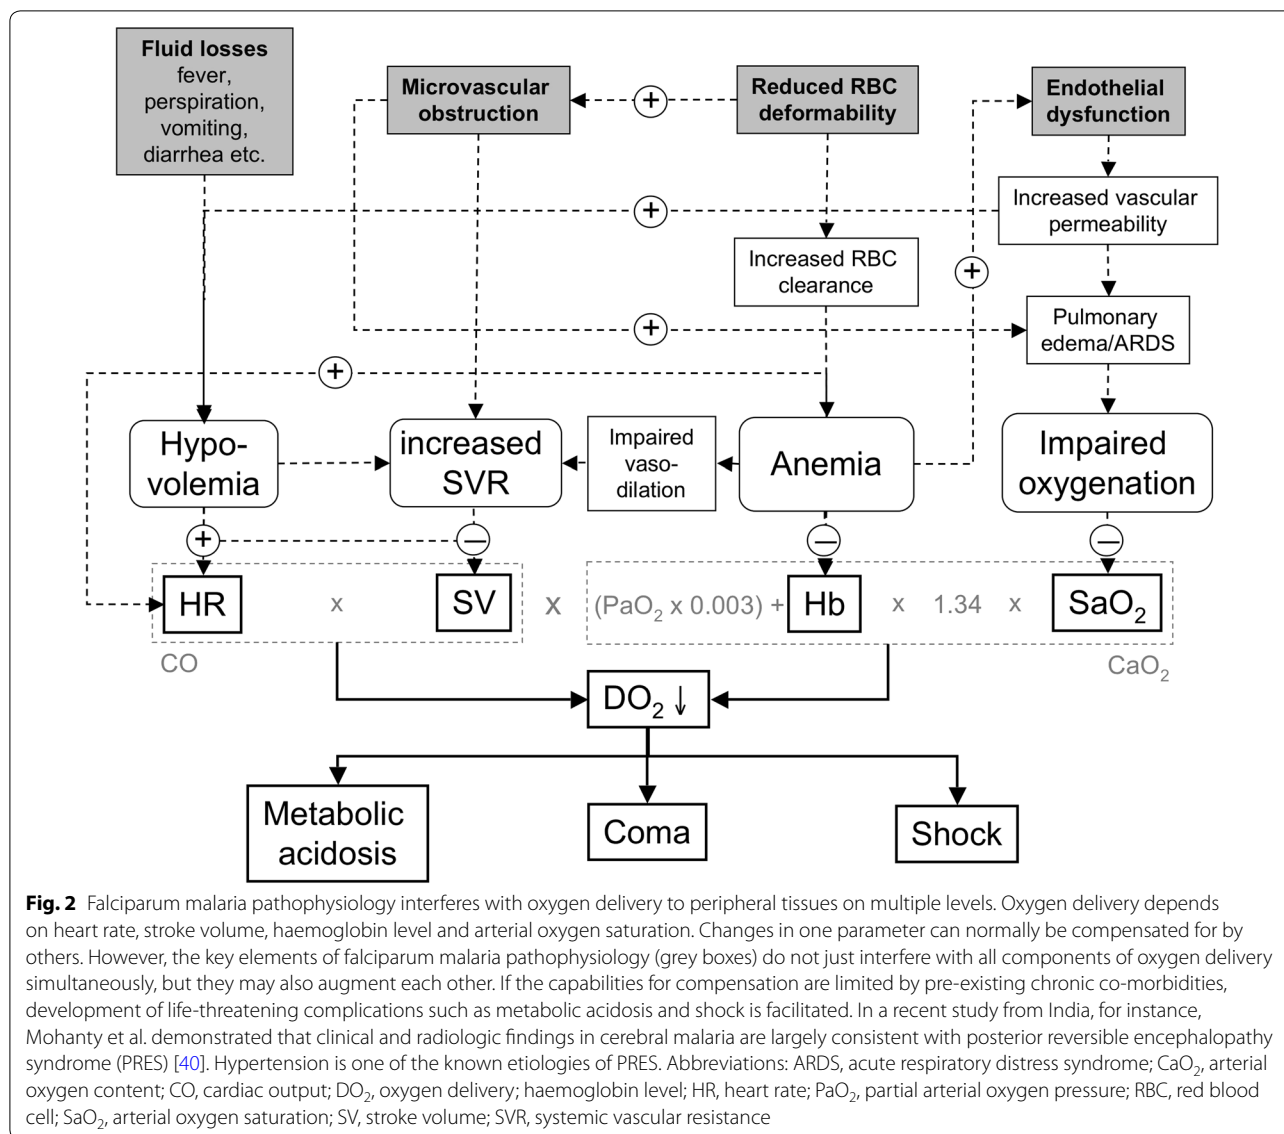 Fluid losses
fever,
perspiration,
vomiting,
diarrhea etc.
Microvascular
obstruction
+
Reduced RBC
deformability
Endothelial
dysfunction
+
Increased vascular
permeability
Increased RBC
clearance
+
+
Pulmonary
edema/ARDS
+
Hypo-
volemia
increased
SVR
Impaired
vaso-
dilation
Anemia
Impaired
oxygenation
+
—
—
—
HR
x
SV
x
(PaO₂ x 0.003) +
Hb
x
1.34
x
SaO₂
CO
CaO₂
DO₂ ↓
Metabolic
acidosis
Coma
Shock
Fig. 2 Falciparum malaria pathophysiology interferes with oxygen delivery to peripheral tissues on multiple levels. Oxygen delivery depends
on heart rate, stroke volume, haemoglobin level and arterial oxygen saturation. Changes in one parameter can normally be compensated for by
others. However, the key elements of falciparum malaria pathophysiology (grey boxes) do not just interfere with all components of oxygen delivery
simultaneously, but they may also augment each other. If the capabilities for compensation are limited by pre-existing chronic co-morbidities,
development of life-threatening complications such as metabolic acidosis and shock is facilitated. In a recent study from India, for instance,
Mohanty et al. demonstrated that clinical and radiologic findings in cerebral malaria are largely consistent with posterior reversible encephalopathy
syndrome (PRES) [40]. Hypertension is one of the known etiologies of PRES. Abbreviations: ARDS, acute respiratory distress syndrome; CaO₂, arterial
oxygen content; CO, cardiac output; DO₂, oxygen delivery; haemoglobin level; HR, heart rate; PaO₂, partial arterial oxygen pressure; RBC, red blood
cell; SaO₂, arterial oxygen saturation; SV, stroke volume; SVR, systemic vascular resistance